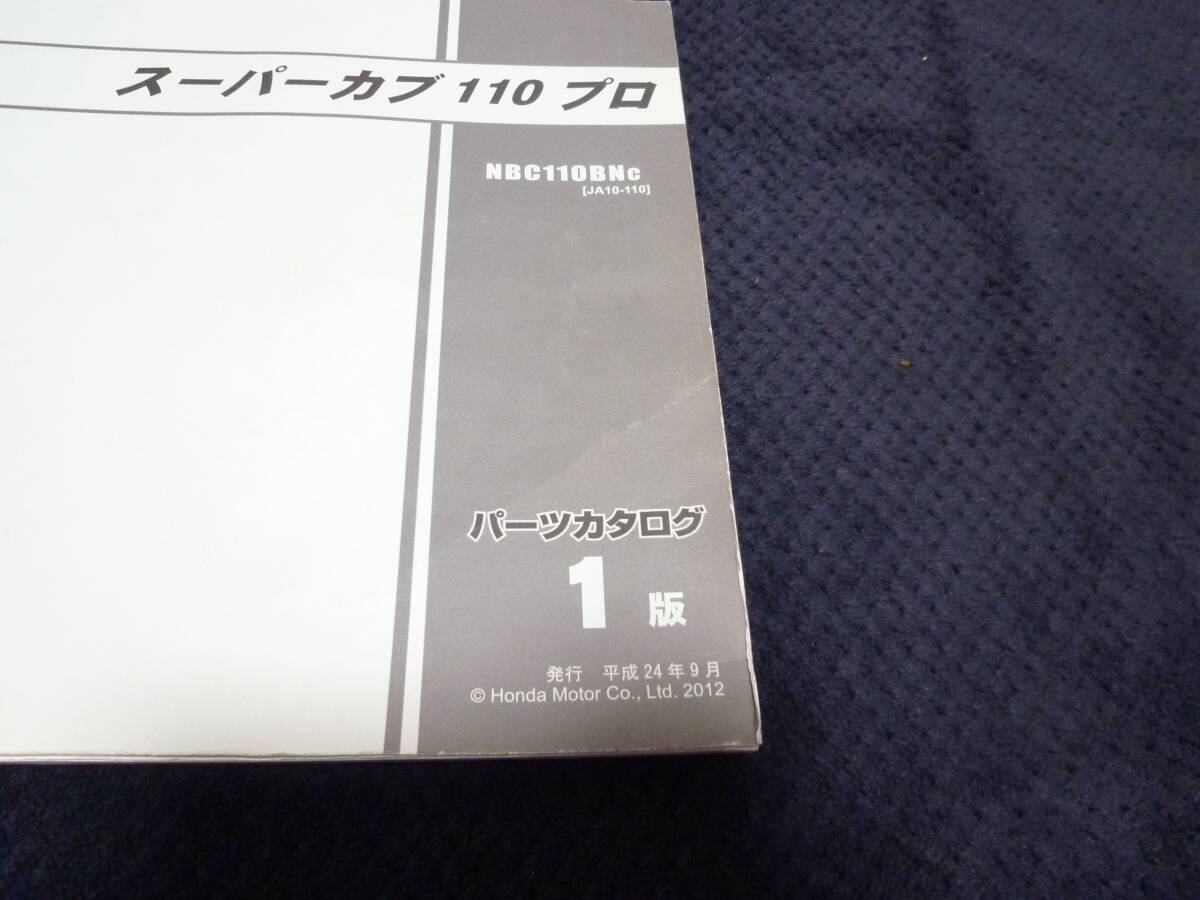 スーパーカブ 110 プロ
NBC110BNC
[JA10-110]
パーツカタログ
1 版
発行 平成 24 年 9 月
© Honda Motor Co., Ltd. 2012